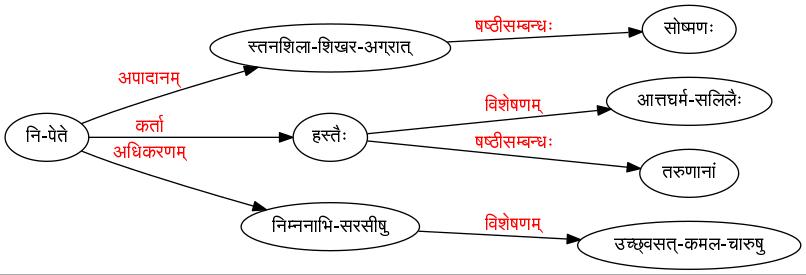 षष्ठीसम्बन्धः
सोष्मणः
स्तनशिला-शिखर-अग्रात्
अपादानम्
विशेषणम्
आत्तघर्म-सलिलैः
कर्ता
नि-पेते
हस्तैः
षष्ठीसम्बन्धः
अधिकरणम्
तरुणानां
निम्ननाभि-सरसीषु
विशेषणम्
उच्छ्वसत्-कमल-चारुषु